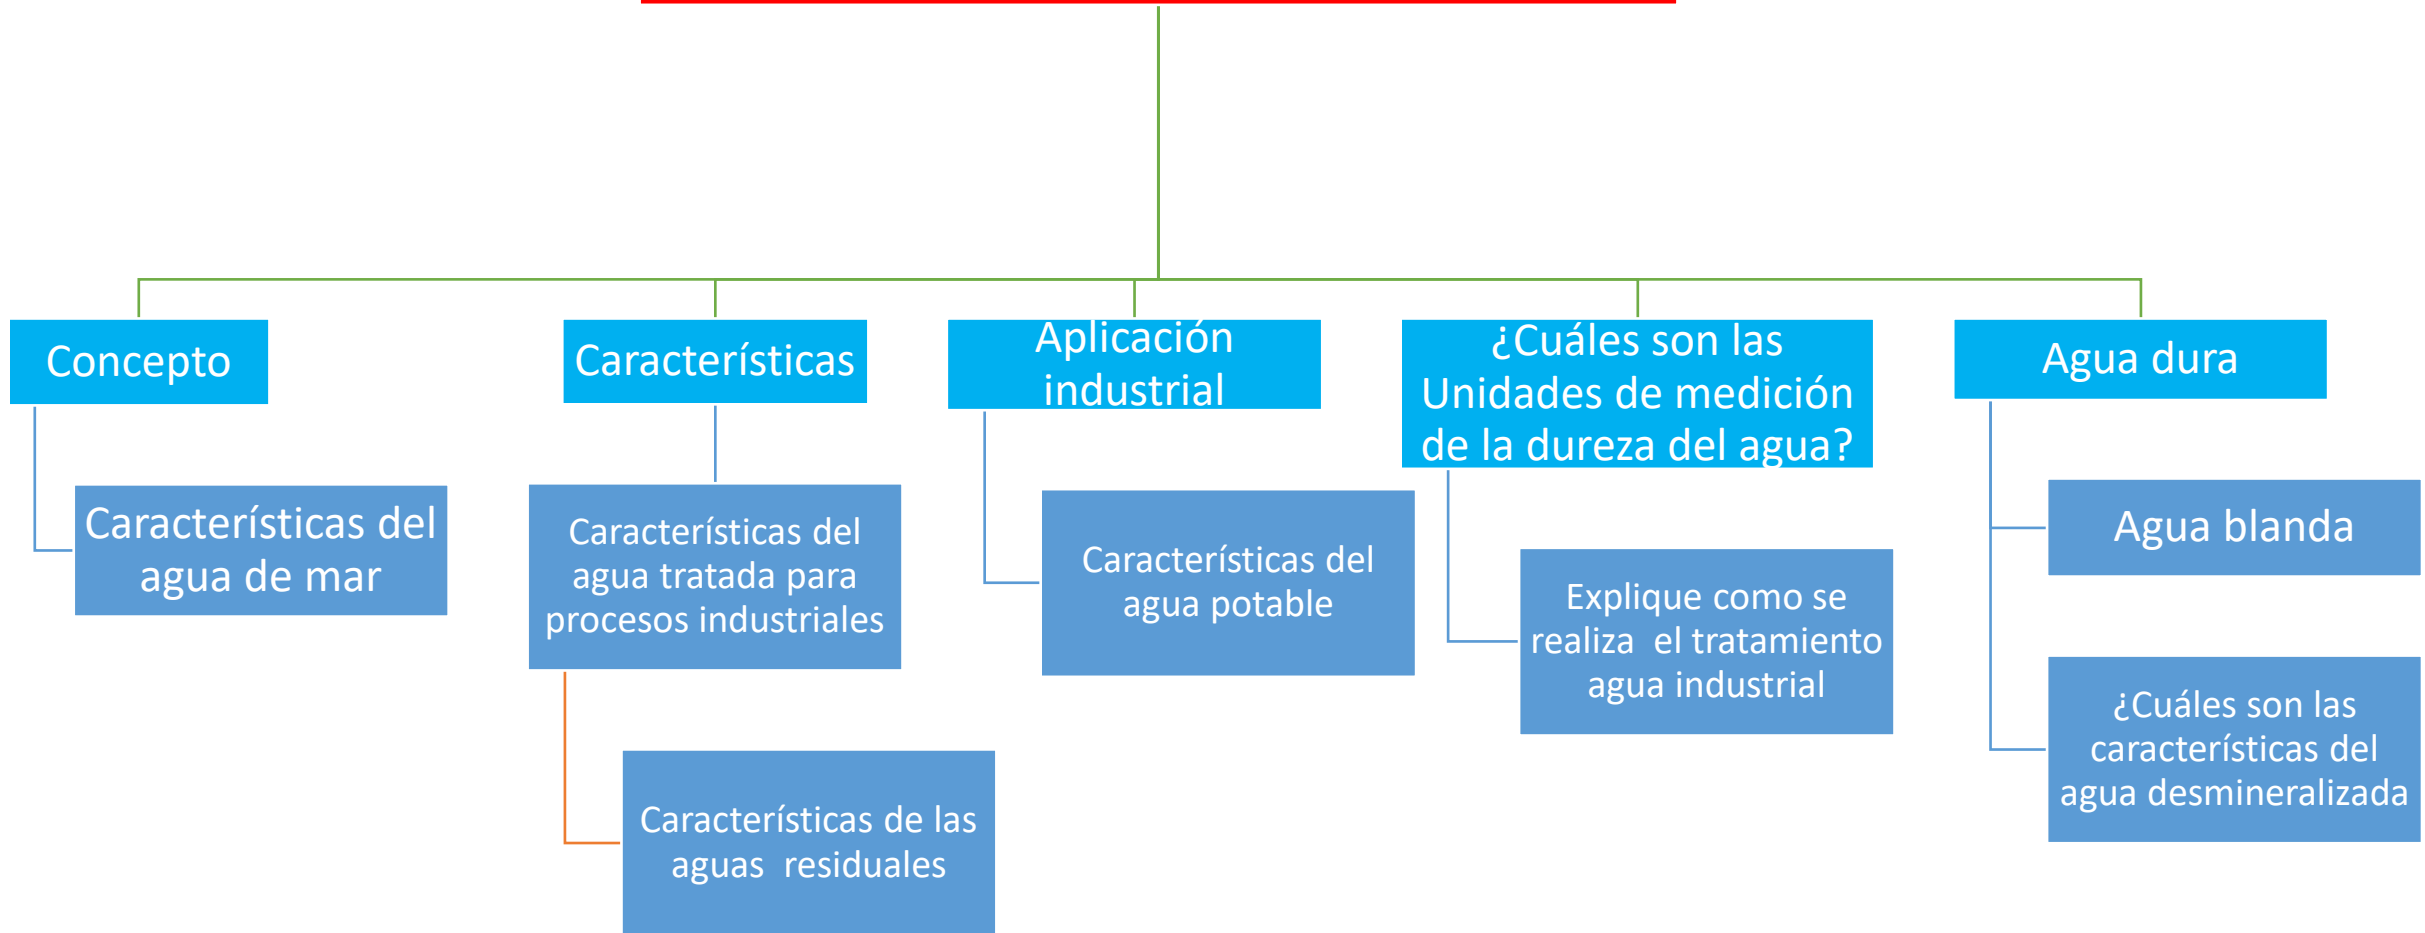 Concepto
Características del
agua de mar
Características
Características del
agua tratada para
procesos industriales
Características de las
aguas  residuales
Aplicación
industrial
Características del
agua potable
¿Cuáles son las
Unidades de medición
de la dureza del agua?
Explique como se
realiza  el tratamiento
agua industrial
Agua dura
Agua blanda
¿Cuáles son las
características del
agua desmineralizada